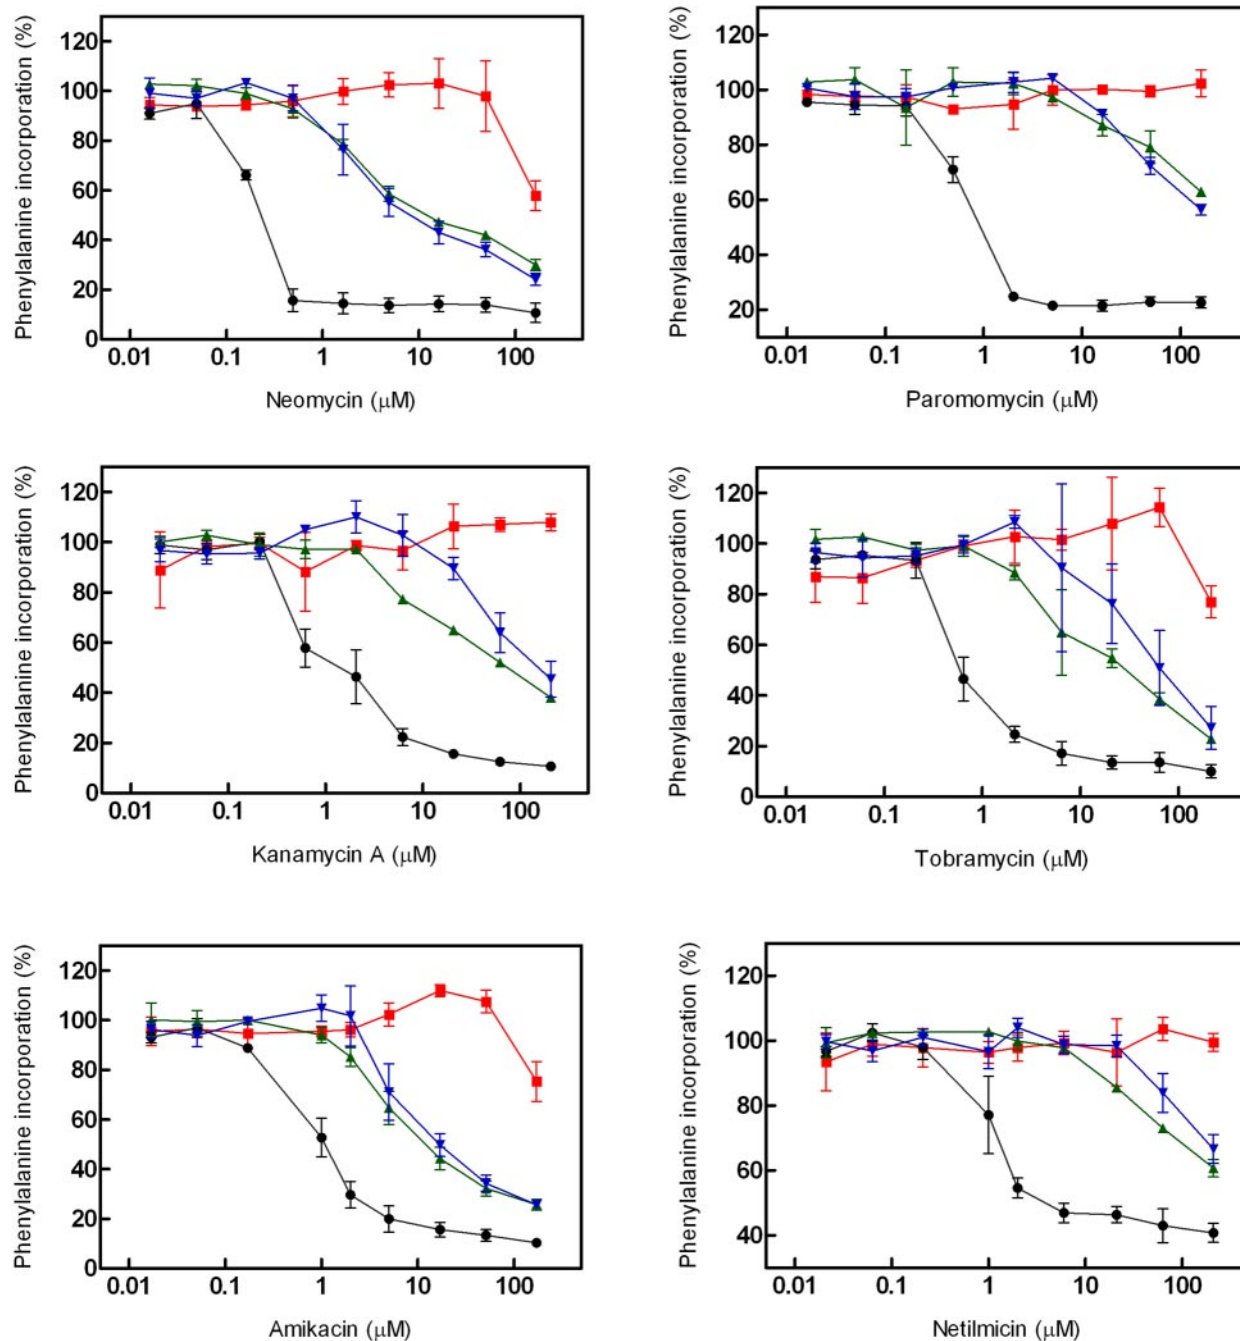 Phenylalanine incorporation (%)
120
100
80
60
40
20
0
0.01 0.1 1 10 100
Neomycin (μM)
Phenylalanine incorporation (%)
120
100
80
60
40
20
0.01 0.1 1 10 100
Paromomycin (μM)
Phenylalanine incorporation (%)
120
100
80
60
40
20
0
0.01 0.1 1 10 100
Kanamycin A (μM)
Phenylalanine incorporation (%)
120
100
80
60
40
20
0
0.01 0.1 1 10 100
Tobramycin (μM)
Phenylalanine incorporation (%)
120
100
80
60
40
20
0
0.01 0.1 1 10 100
Amikacin (μM)
Phenylalanine incorporation (%)
120
100
80
60
40
0.01 0.1 1 10 100
Netilmicin (μM)